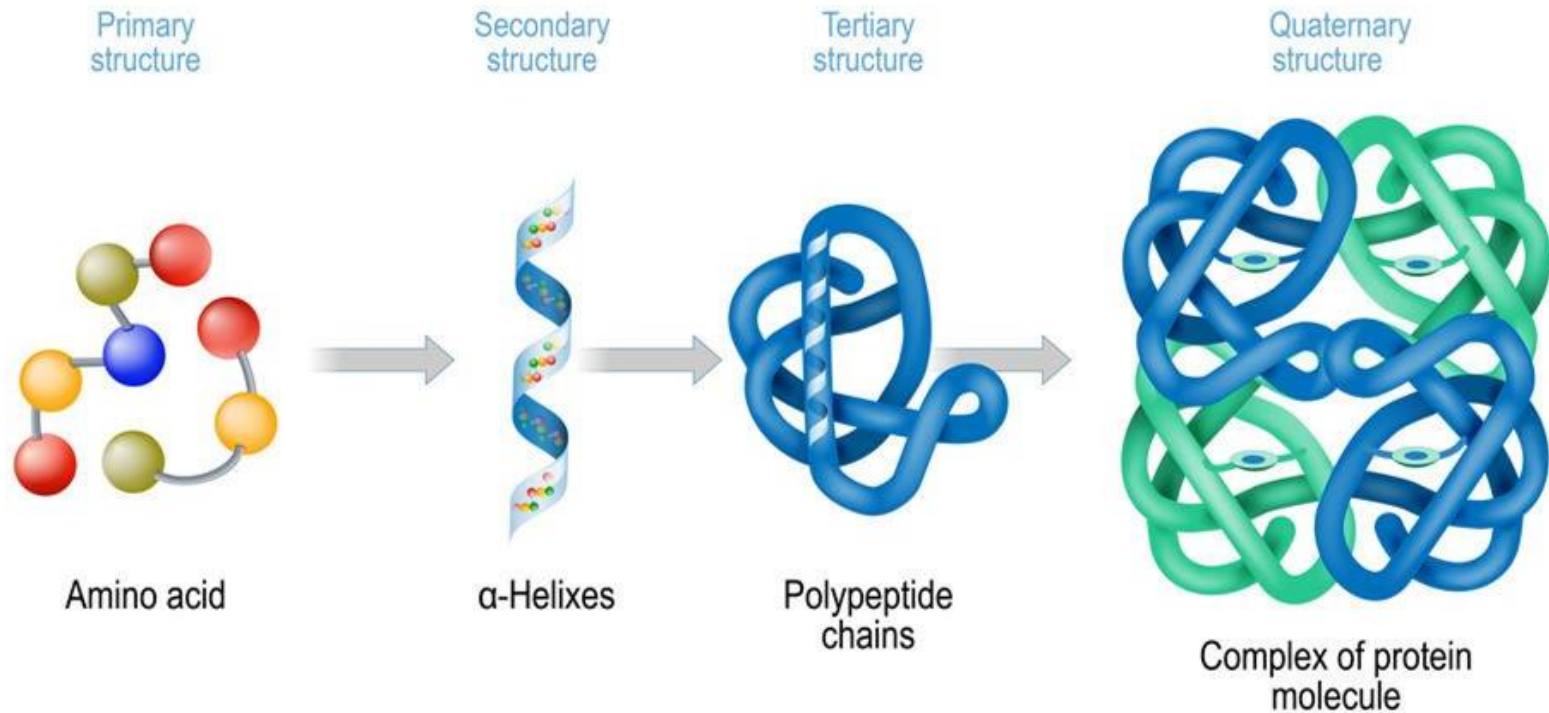 Primary
structure
Secondary
structure
Tertiary
structure
Quaternary
structure
Amino acid
α-Helixes
Polypeptide
chains
Complex of protein
molecule